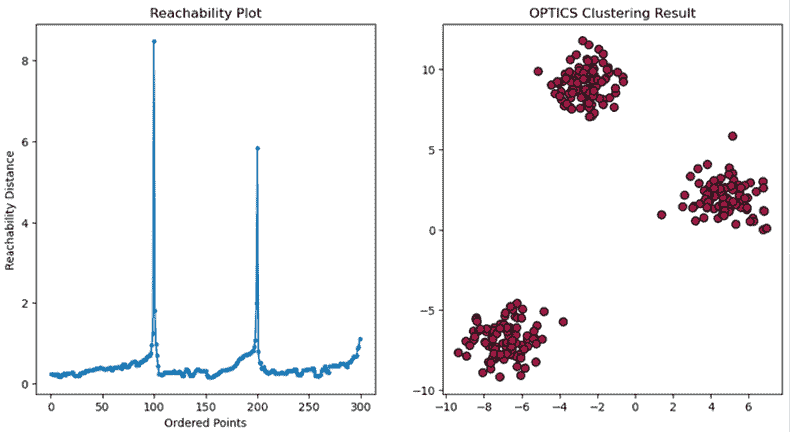 Reachability Plot
8
6
4
2
0
Reachability Distance
0 50 100 150 200 250 300
Ordered Points
OPTICS Clustering Result
10
5
0
−5
−10
−10 −8 −6 −4 −2 0 2 4 6